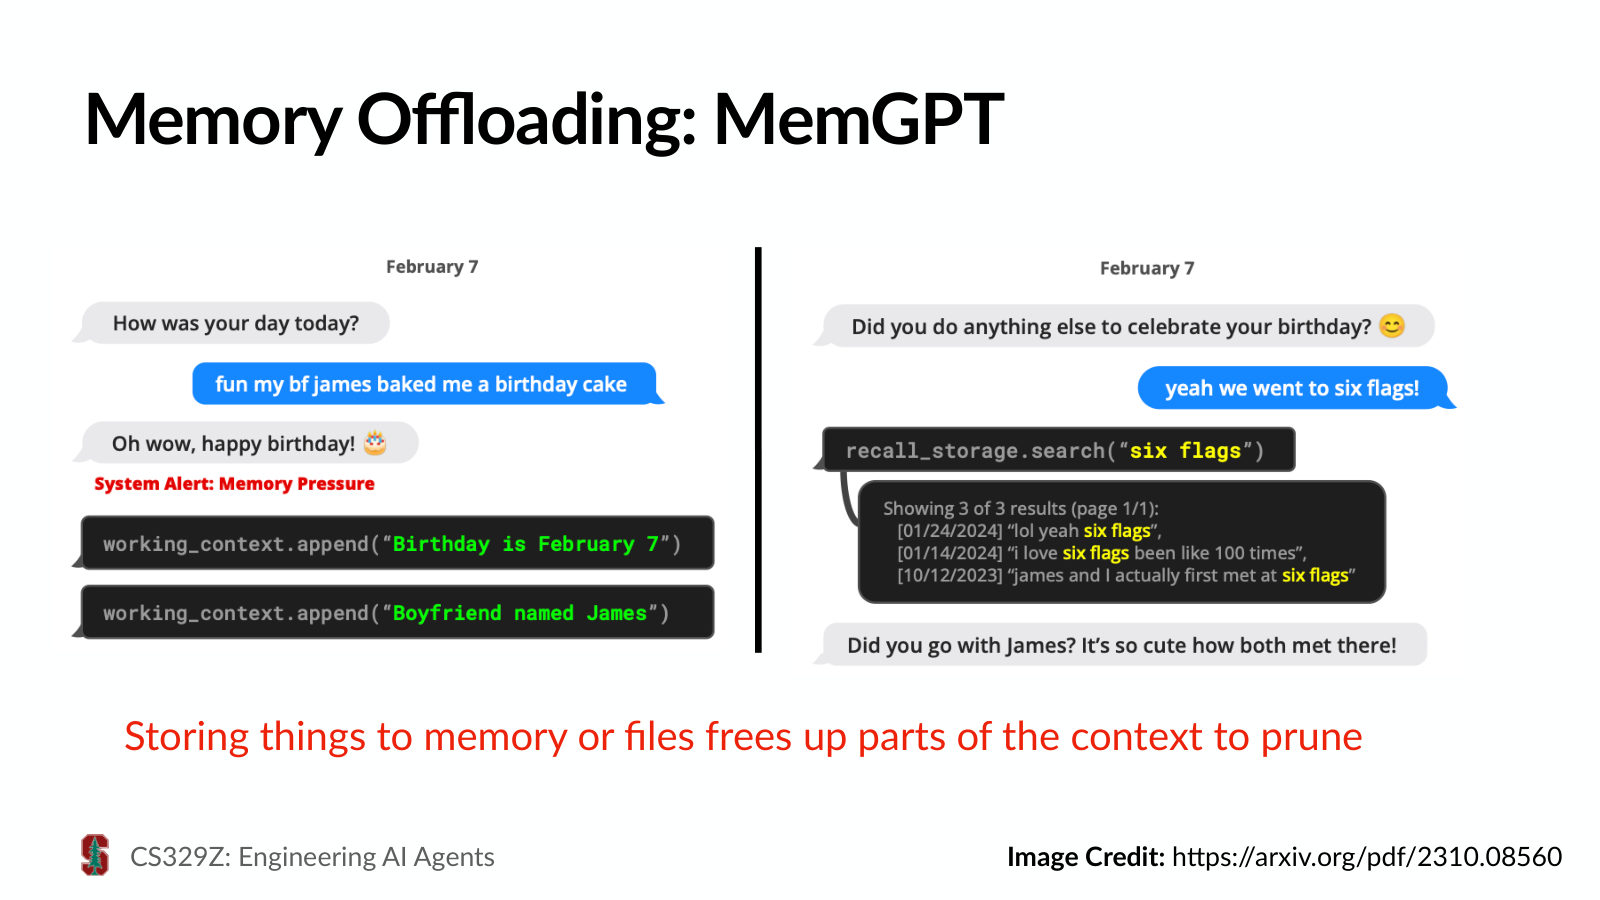 Memory Offloading: MemGPT
February 7
How was your day today?
fun my bf james baked me a birthday cake
Oh wow, happy birthday! 🎂
System Alert: Memory Pressure
working_context.append(“Birthday is February 7”)
working_context.append(“Boyfriend named James”)
February 7
Did you do anything else to celebrate your birthday? 😊
yeah we went to six flags!
recall_storage.search(“six flags”)
Showing 3 of 3 results (page 1/1):
[01/24/2024] “lol yeah six flags”,
[01/14/2024] “i love six flags been like 100 times”,
[10/12/2023] “james and I actually first met at six flags”
Did you go with James? It’s so cute how both met there!
Storing things to memory or files frees up parts of the context to prune
CS329Z: Engineering AI Agents
Image Credit: https://arxiv.org/pdf/2310.08560